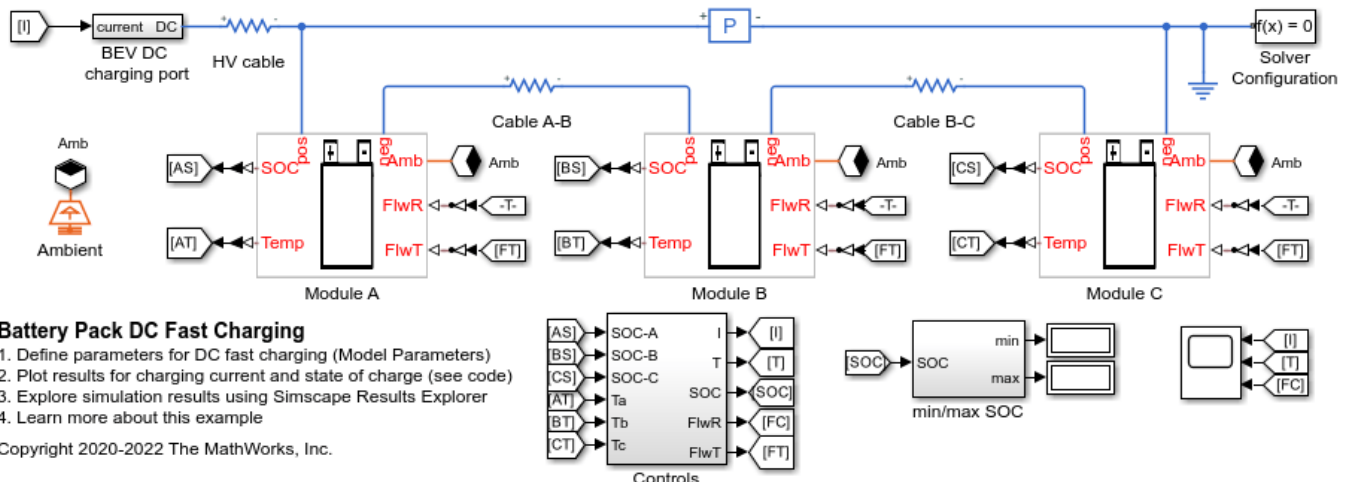 [I]
current DC
BEV DC
charging port
+
-
HV cable
+
P
-
f(x) = 0
Solver
Configuration
+
-
Cable A-B
+
-
Cable B-C
Amb
Ambient
[AS]
[AT]
pos
neg
SOC
Temp
Amb
FlwR
FlwT
Amb
-T-
[FT]
Module A
[BS]
[BT]
pos
neg
SOC
Temp
Amb
FlwR
FlwT
Amb
-T-
[FT]
Module B
[CS]
[CT]
pos
neg
SOC
Temp
Amb
FlwR
FlwT
Amb
-T-
[FT]
Module C
Battery Pack DC Fast Charging
1. Define parameters for DC fast charging (Model Parameters)
2. Plot results for charging current and state of charge (see code)
3. Explore simulation results using Simscape Results Explorer
4. Learn more about this example
Copyright 2020-2022 The MathWorks, Inc.
[AS]
[BS]
[CS]
[AT]
[BT]
[CT]
SOC-A
SOC-B
SOC-C
Ta
Tb
Tc
I
T
SOC
FlwR
FlwT
[I]
[T]
[SOC]
[FC]
[FT]
Controls
[SOC]
SOC
min
max
min/max SOC
[I]
[T]
[FC]